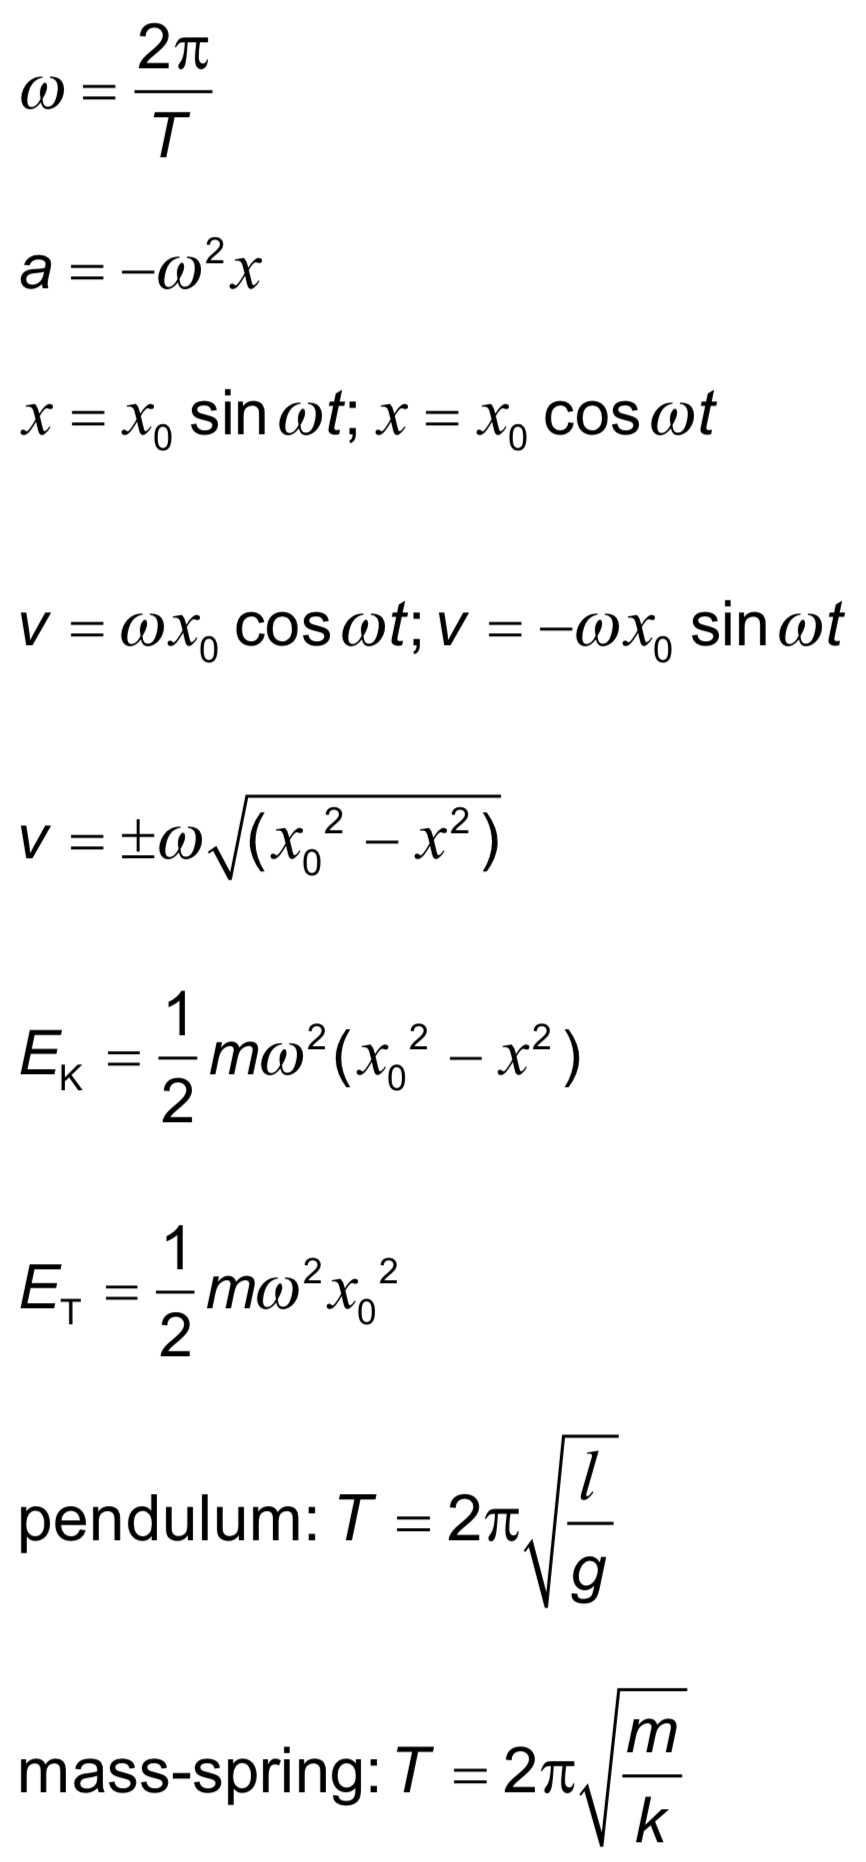 ω = 2π/T
a = −ω²x
x = x₀ sin ωt; x = x₀ cos ωt
v = ωx₀ cos ωt; v = −ωx₀ sin ωt
v = ±ω√(x₀² − x²)
E_K = 1/2 mω²(x₀² − x²)
E_T = 1/2 mω²x₀²
pendulum: T = 2π√(l/g)
mass-spring: T = 2π√(m/k)